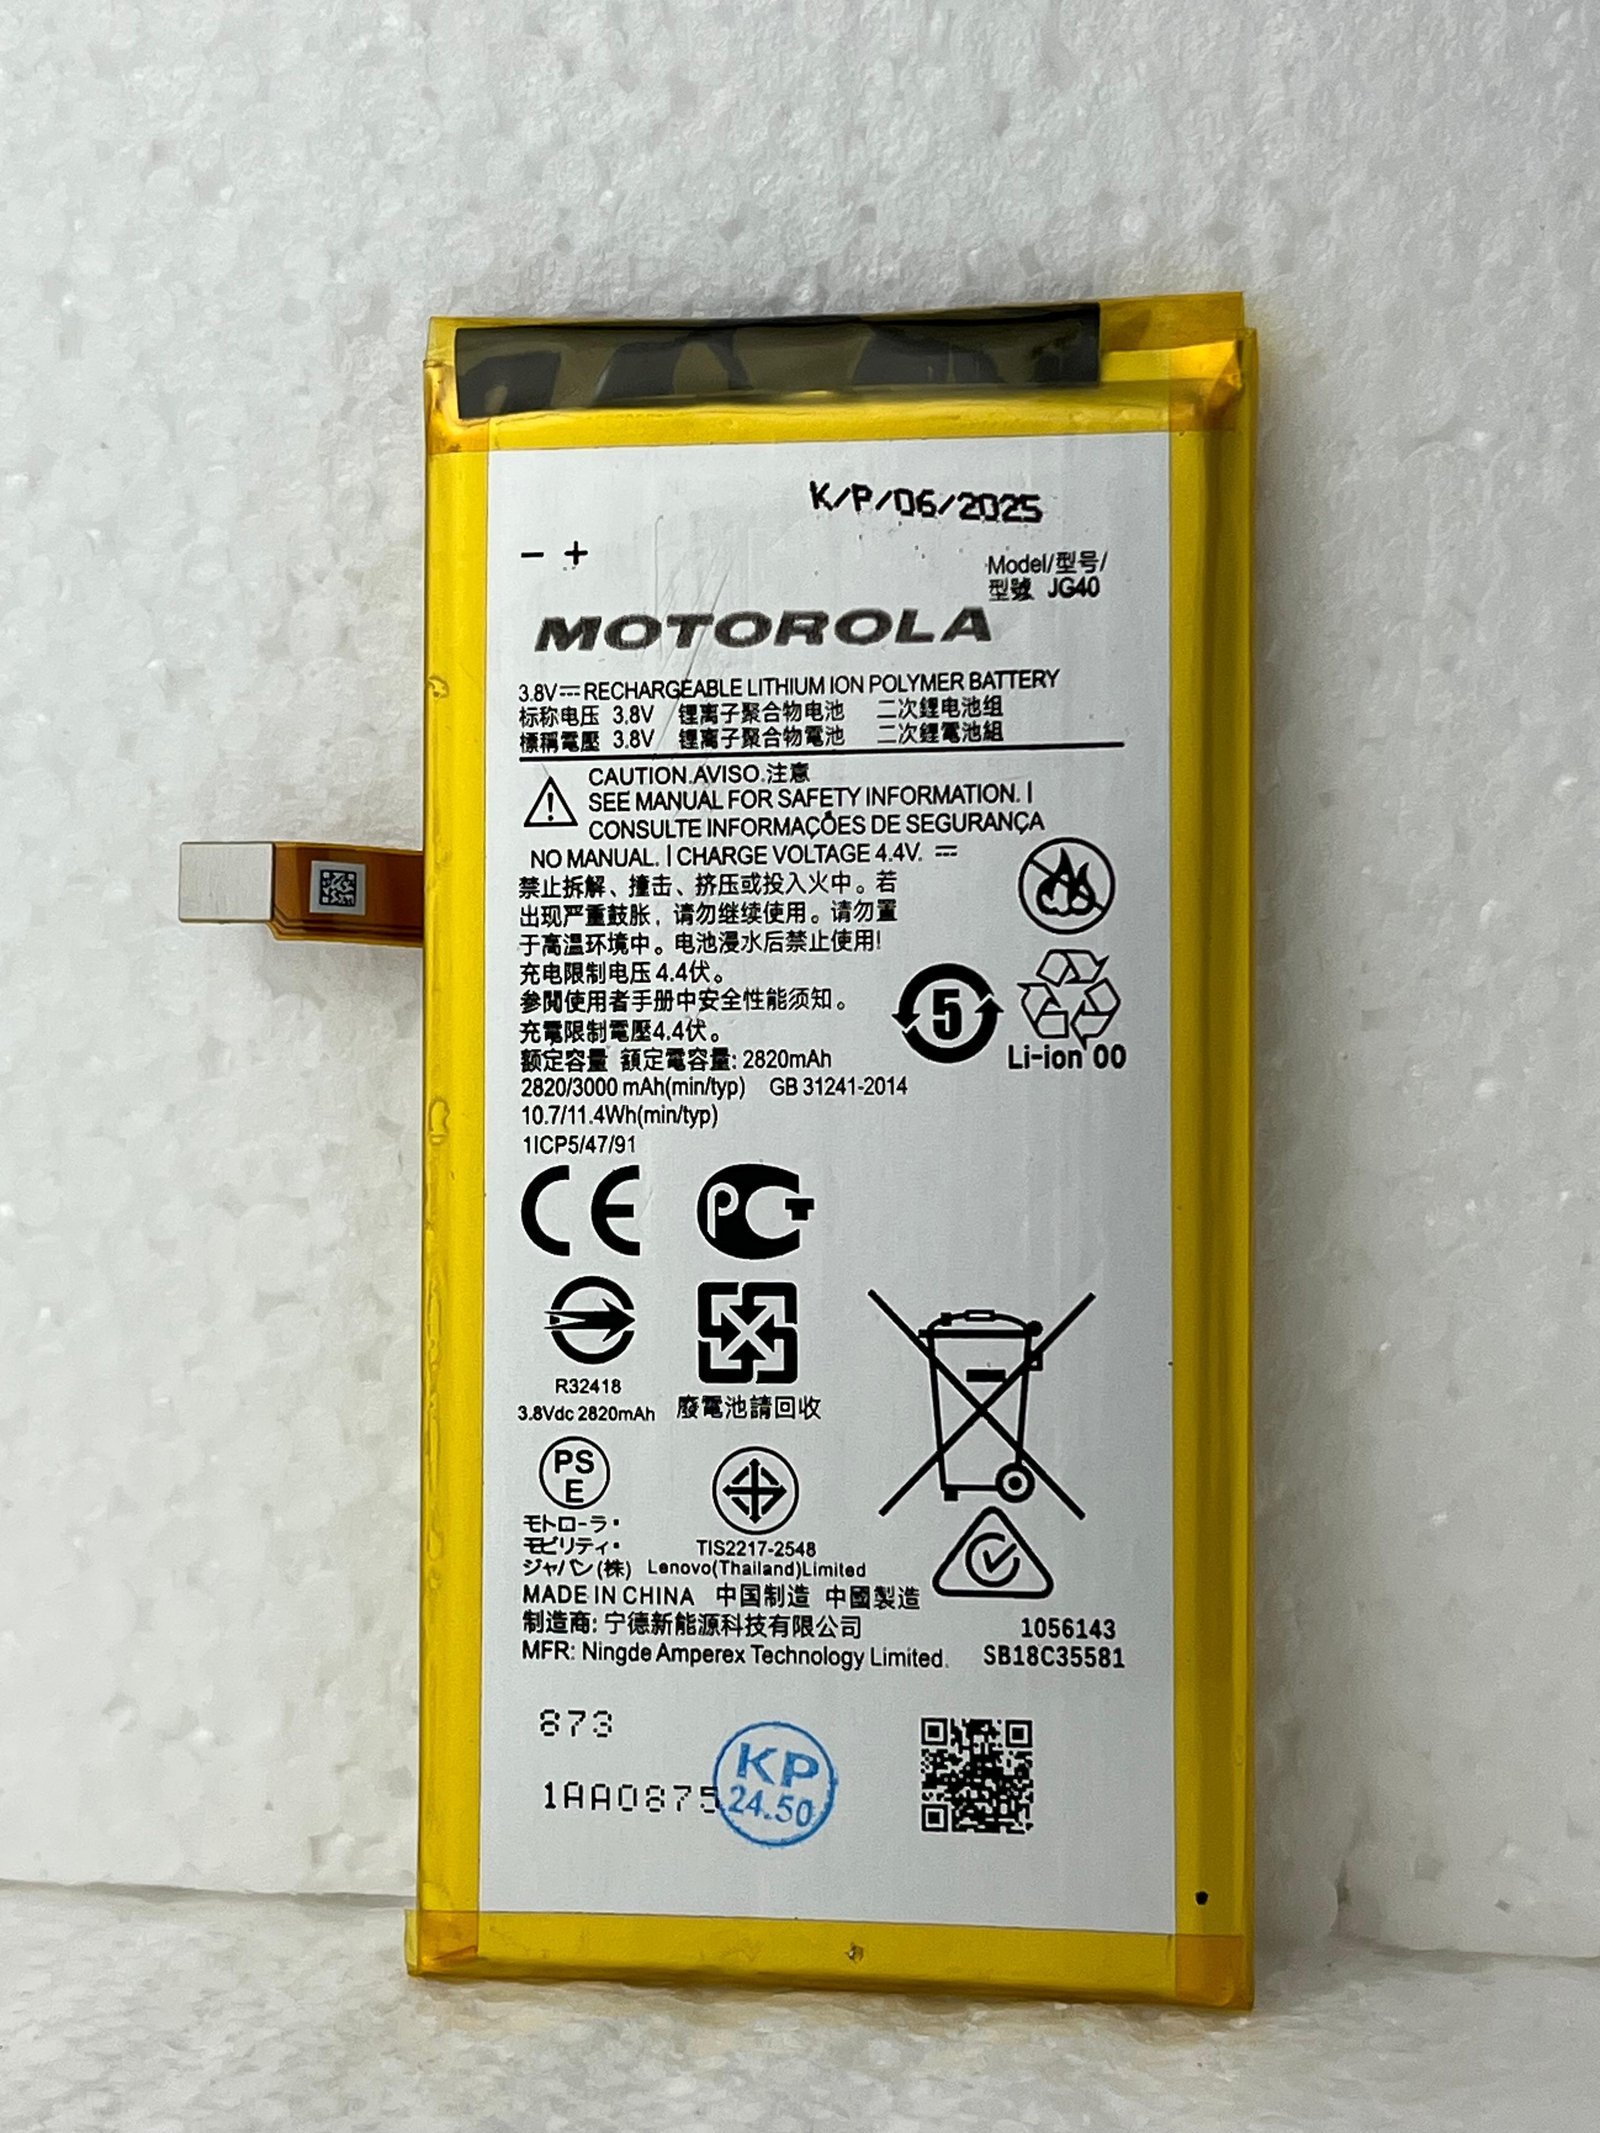 K/P/06/2025
− +
Model/型号/
型號 JG40
MOTOROLA
3.8V⎓RECHARGEABLE LITHIUM ION POLYMER BATTERY
标称电压 3.8V 锂离子聚合物电池 二次鋰电池组
標稱電壓 3.8V 锂离子聚合物電池 二次鋰電池組
CAUTION.AVISO.注意
SEE MANUAL FOR SAFETY INFORMATION. |
CONSULTE INFORMAÇÕES DE SEGURANÇA
NO MANUAL. | CHARGE VOLTAGE 4.4V. ⎓
禁止拆解、撞击、挤压或投入火中。若
出现严重鼓胀，请勿继续使用。请勿置
于高温环境中。电池浸水后禁止使用!
充电限制电压 4.4伏。
參閱使用者手册中安全性能须知。
充電限制電壓4.4伏。
额定容量 額定電容量: 2820mAh
2820/3000 mAh(min/typ) GB 31241-2014
10.7/11.4Wh(min/typ)
1ICP5/47/91
5
Li-ion 00
CE PCT
R32418
3.8Vdc 2820mAh
廢電池請回收
PS
E
モトローラ・
モビリティ・
ジャパン(株)
TIS2217-2548
Lenovo(Thailand)Limited
MADE IN CHINA 中国制造 中國製造
制造商: 宁德新能源科技有限公司
MFR: Ningde Amperex Technology Limited.
1056143
SB18C35581
873
1AA0875
KP
24.50